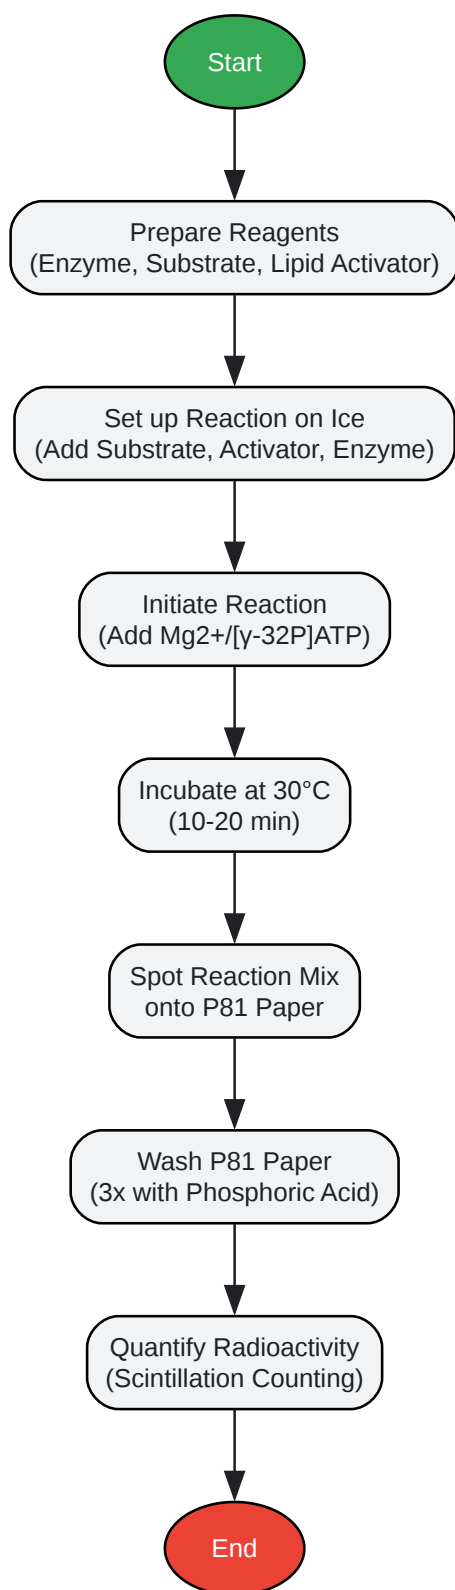 Start
Prepare Reagents
(Enzyme, Substrate, Lipid Activator)
Set up Reaction on Ice
(Add Substrate, Activator, Enzyme)
Initiate Reaction
(Add Mg2+/[γ-32P]ATP)
Incubate at 30°C
(10-20 min)
Spot Reaction Mix
onto P81 Paper
Wash P81 Paper
(3x with Phosphoric Acid)
Quantify Radioactivity
(Scintillation Counting)
End